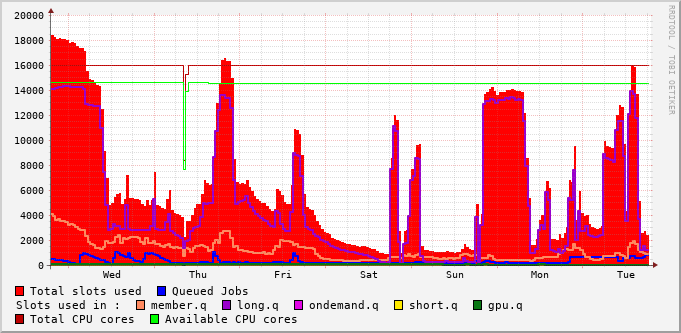 RRDTOOL / TOBI OETIKER
20000
18000
16000
14000
12000
10000
8000
6000
4000
2000
0
Wed Thu Fri Sat Sun Mon Tue
Total slots used Queued Jobs
Slots used in : member.q long.q ondemand.q short.q gpu.q
Total CPU cores Available CPU cores